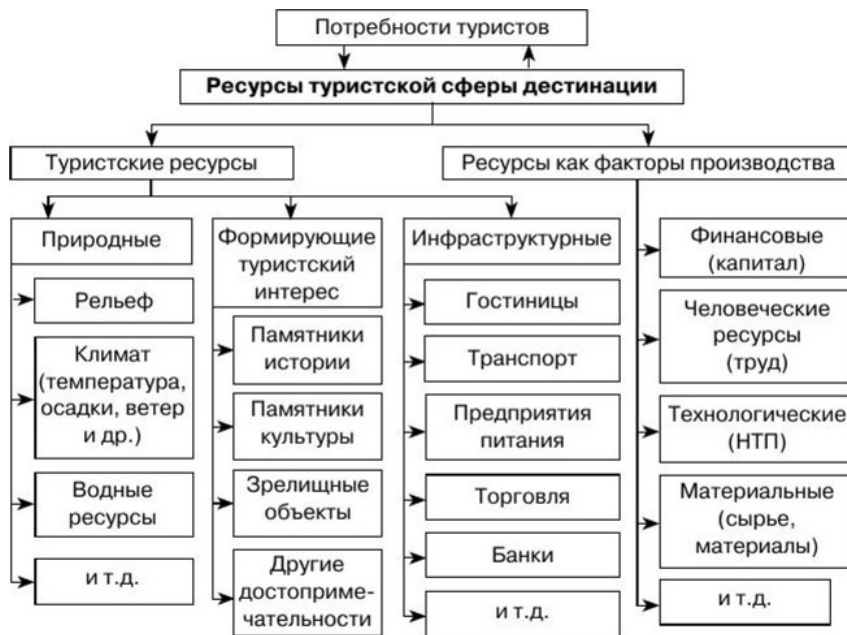 Потребности туристов
Ресурсы туристской сферы дестинации
Туристские ресурсы
Ресурсы как факторы производства
Природные
Рельеф
Климат
(температура,
осадки, ветер
и др.)
Водные
ресурсы
и т.д.
Формирующие
туристский
интерес
Памятники
истории
Памятники
культуры
Зрелищные
объекты
Другие
достоприме-
чательности
Инфраструктурные
Гостиницы
Транспорт
Предприятия
питания
Торговля
Банки
и т.д.
Финансовые
(капитал)
Человеческие
ресурсы
(труд)
Технологические
(НТП)
Материальные
(сырье,
материалы)
и т.д.